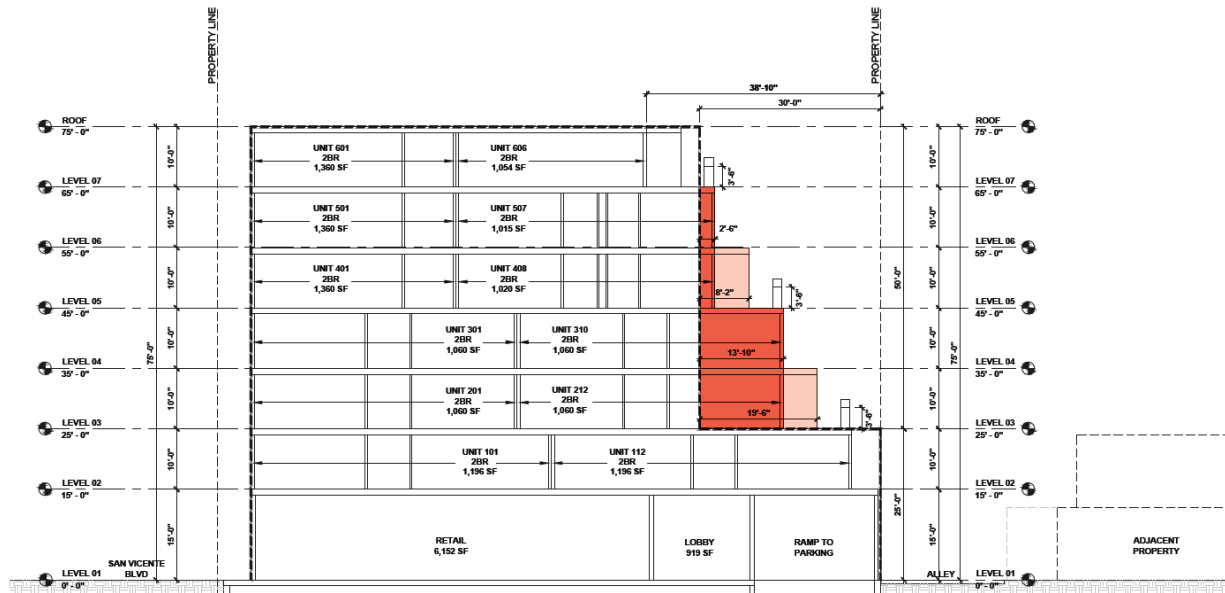 PROPERTY LINE
PROPERTY LINE
38'-10"
30'-0"
ROOF
75' - 0"
ROOF
75' - 0"
UNIT 601
2BR
1,360 SF
UNIT 606
2BR
1,054 SF
10'-0"
10'-0"
3'-6"
LEVEL 07
65' - 0"
LEVEL 07
65' - 0"
UNIT 501
2BR
1,360 SF
UNIT 507
2BR
1,015 SF
10'-0"
10'-0"
2'-6"
LEVEL 06
55' - 0"
LEVEL 06
55' - 0"
UNIT 401
2BR
1,360 SF
UNIT 408
2BR
1,020 SF
10'-0"
10'-0"
8'-2"
3'-6"
50'-0"
LEVEL 05
45' - 0"
LEVEL 05
45' - 0"
UNIT 301
2BR
1,060 SF
UNIT 310
2BR
1,060 SF
10'-0"
10'-0"
75'-0"
75'-0"
13'-10"
LEVEL 04
35' - 0"
LEVEL 04
35' - 0"
UNIT 201
2BR
1,060 SF
UNIT 212
2BR
1,060 SF
10'-0"
10'-0"
19'-6"
3'-6"
LEVEL 03
25' - 0"
LEVEL 03
25' - 0"
UNIT 101
2BR
1,196 SF
UNIT 112
2BR
1,196 SF
10'-0"
10'-0"
LEVEL 02
15' - 0"
LEVEL 02
15' - 0"
25'-0"
15'-0"
15'-0"
RETAIL
6,152 SF
LOBBY
919 SF
RAMP TO
PARKING
ADJACENT
PROPERTY
SAN VICENTE
BLVD
ALLEY
LEVEL 01
0' - 0"
LEVEL 01
0' - 0"